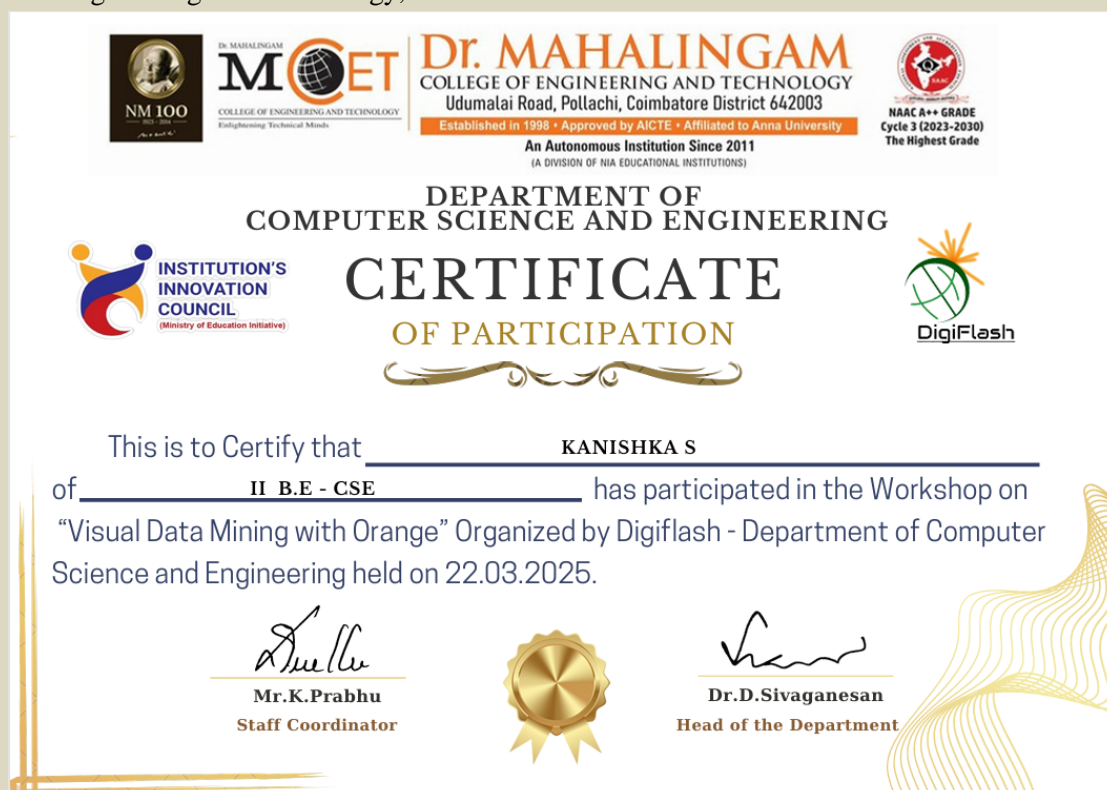 NM 100
1923 - 2014
Dr. MAHALINGAM
MCET
COLLEGE OF ENGINEERING AND TECHNOLOGY
Enlightening Technical Minds
Dr. MAHALINGAM
COLLEGE OF ENGINEERING AND TECHNOLOGY
Udumalai Road, Pollachi, Coimbatore District 642003
Established in 1998 • Approved by AICTE • Affiliated to Anna University
An Autonomous Institution Since 2011
(A DIVISION OF NIA EDUCATIONAL INSTITUTIONS)
NAAC
NAAC A++ GRADE
Cycle 3 (2023-2030)
The Highest Grade
DEPARTMENT OF
COMPUTER SCIENCE AND ENGINEERING
INSTITUTION'S
INNOVATION
COUNCIL
(Ministry of Education Initiative)
CERTIFICATE
OF PARTICIPATION
DigiFlash
This is to Certify that KANISHKA S
of II B.E - CSE has participated in the Workshop on
“Visual Data Mining with Orange” Organized by Digiflash - Department of Computer
Science and Engineering held on 22.03.2025.
Mr.K.Prabhu
Staff Coordinator
Dr.D.Sivaganesan
Head of the Department